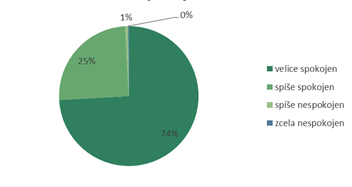 1%
0%
25%
74%
velice spokojen
spíše spokojen
spíše nespokojen
zcela nespokojen